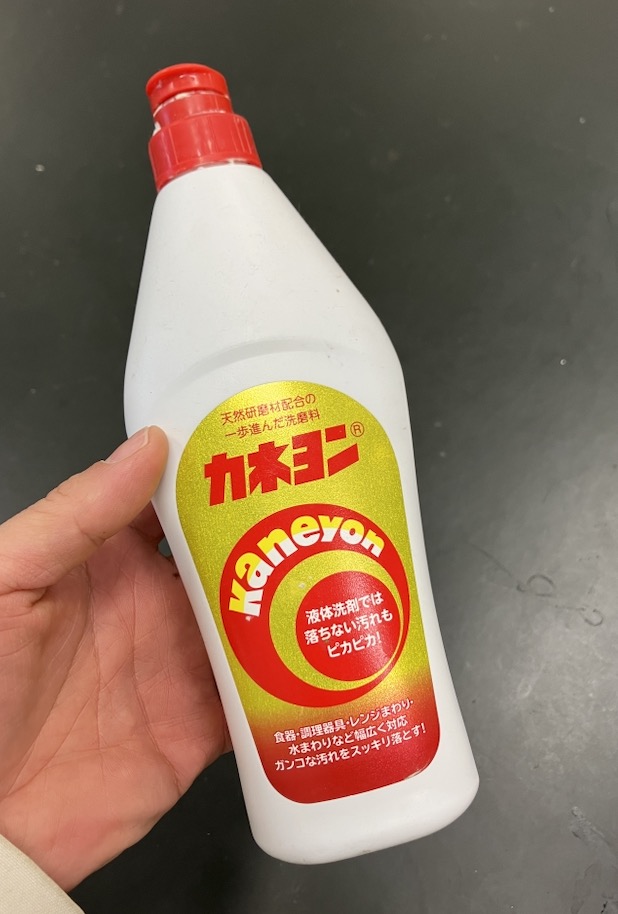 天然研磨材配合の
一歩進んだ洗磨料
カネヨン®
kaneyon
液体洗剤では
落ちない汚れも
ピカピカ!
食器・調理器具・レンジまわり・
水まわりなど幅広く対応
ガンコな汚れをスッキリ落とす!